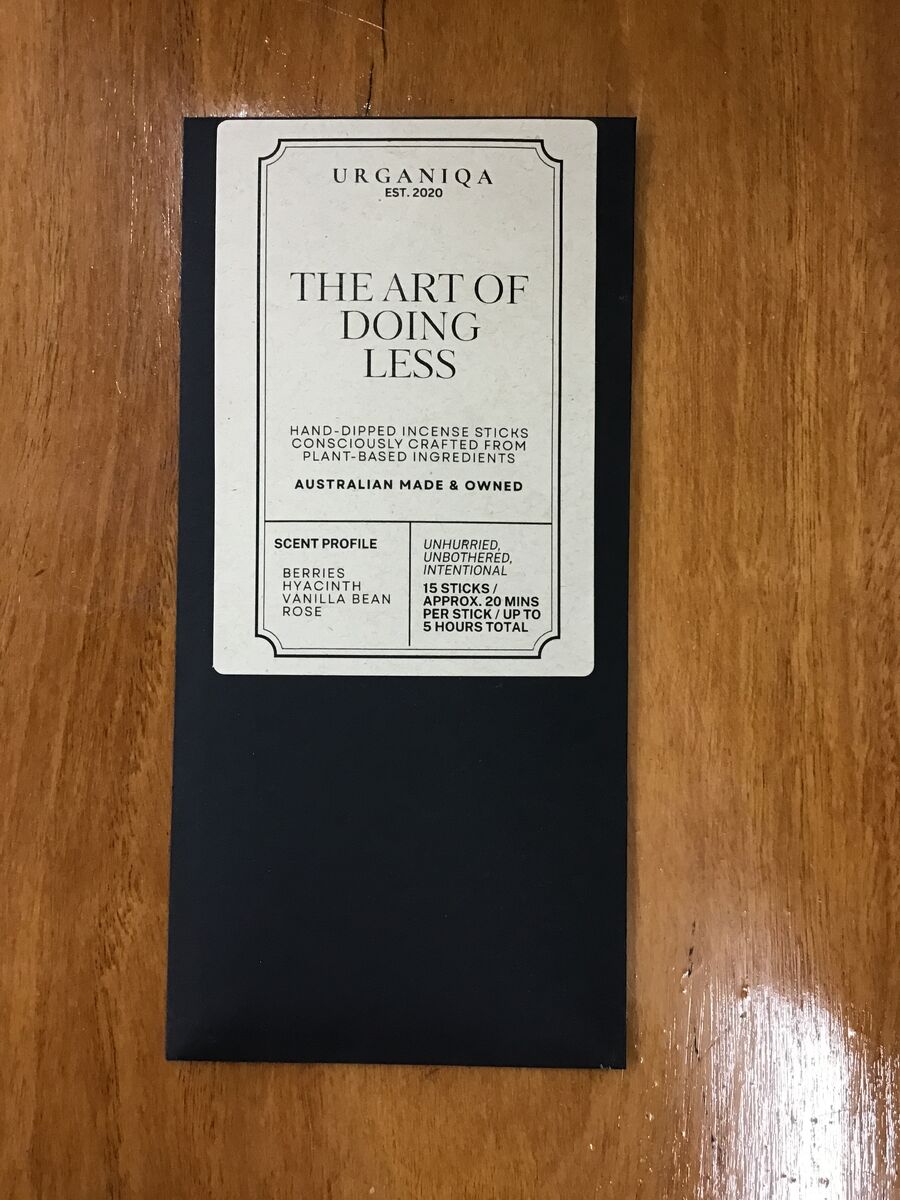 URGANIQA
EST. 2020
THE ART OF
DOING
LESS
HAND-DIPPED INCENSE STICKS
CONSCIOUSLY CRAFTED FROM
PLANT-BASED INGREDIENTS
AUSTRALIAN MADE & OWNED
SCENT PROFILE
BERRIES
HYACINTH
VANILLA BEAN
ROSE
UNHURRIED,
UNBOTHERED,
INTENTIONAL
15 STICKS /
APPROX. 20 MINS
PER STICK / UP TO
5 HOURS TOTAL